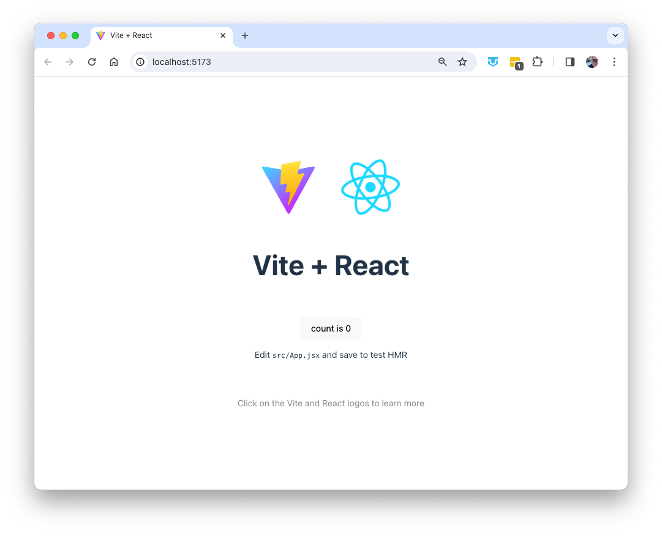 Vite + React
localhost:5173
1
Vite + React
count is 0
Edit src/App.jsx and save to test HMR
Click on the Vite and React logos to learn more